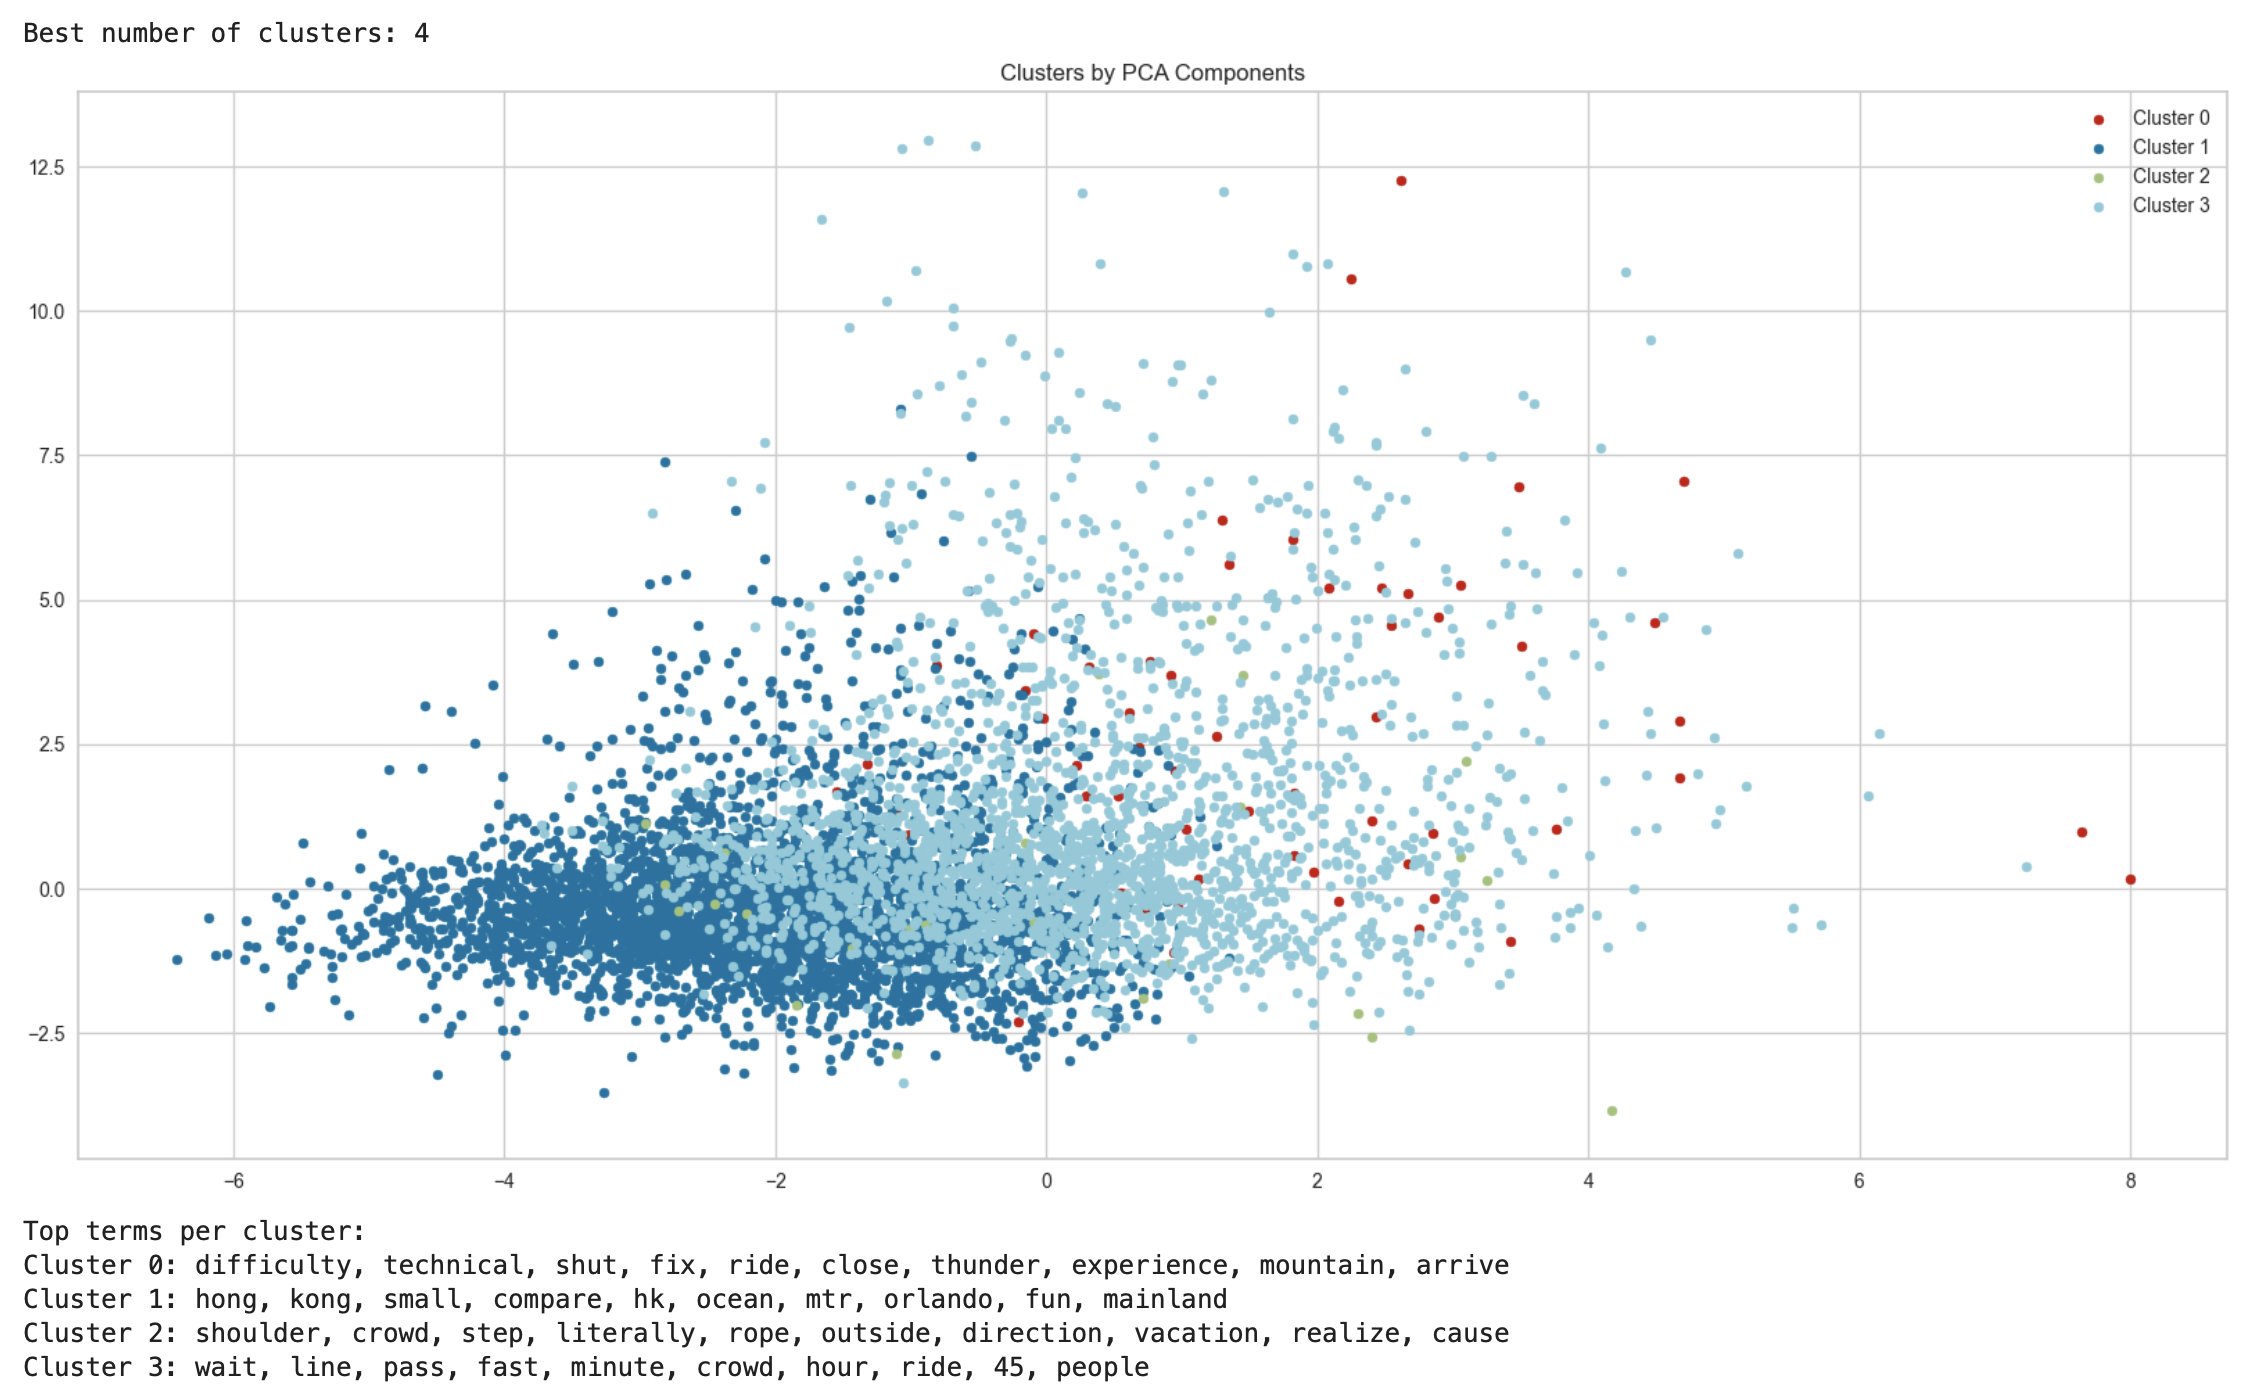 Best number of clusters: 4
Clusters by PCA Components
Cluster 0
Cluster 1
Cluster 2
Cluster 3
12.5
10.0
7.5
5.0
2.5
0.0
−2.5
−6 −4 −2 0 2 4 6 8
Top terms per cluster:
Cluster 0: difficulty, technical, shut, fix, ride, close, thunder, experience, mountain, arrive
Cluster 1: hong, kong, small, compare, hk, ocean, mtr, orlando, fun, mainland
Cluster 2: shoulder, crowd, step, literally, rope, outside, direction, vacation, realize, cause
Cluster 3: wait, line, pass, fast, minute, crowd, hour, ride, 45, people